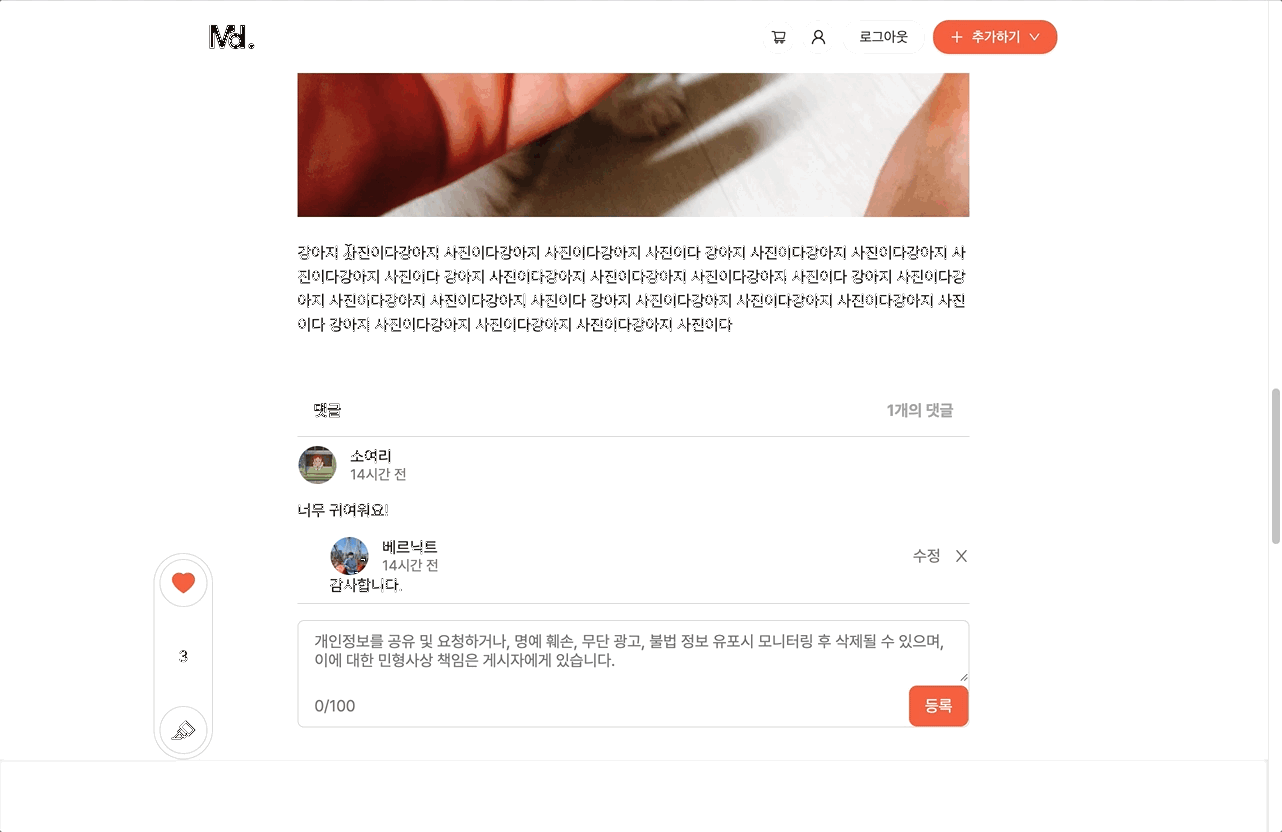 Md.
로그아웃
추가하기
강아지 사진이다강아지 사진이다강아지 사진이다강아지 사진이다 강아지 사진이다강아지 사진이다강아지 사
진이다강아지 사진이다 강아지 사진이다강아지 사진이다강아지 사진이다강아지 사진이다 강아지 사진이다강
아지 사진이다강아지 사진이다강아지 사진이다 강아지 사진이다강아지 사진이다강아지 사진이다강아지 사진
이다 강아지 사진이다강아지 사진이다강아지 사진이다강아지 사진이다
댓글
1개의 댓글
소여리
14시간 전
너무 귀여워요!
베르닉트
14시간 전
수정
감사합니다.
개인정보를 공유 및 요청하거나, 명예 훼손, 무단 광고, 불법 정보 유포시 모니터링 후 삭제될 수 있으며,
이에 대한 민형사상 책임은 게시자에게 있습니다.
3
0/100
등록